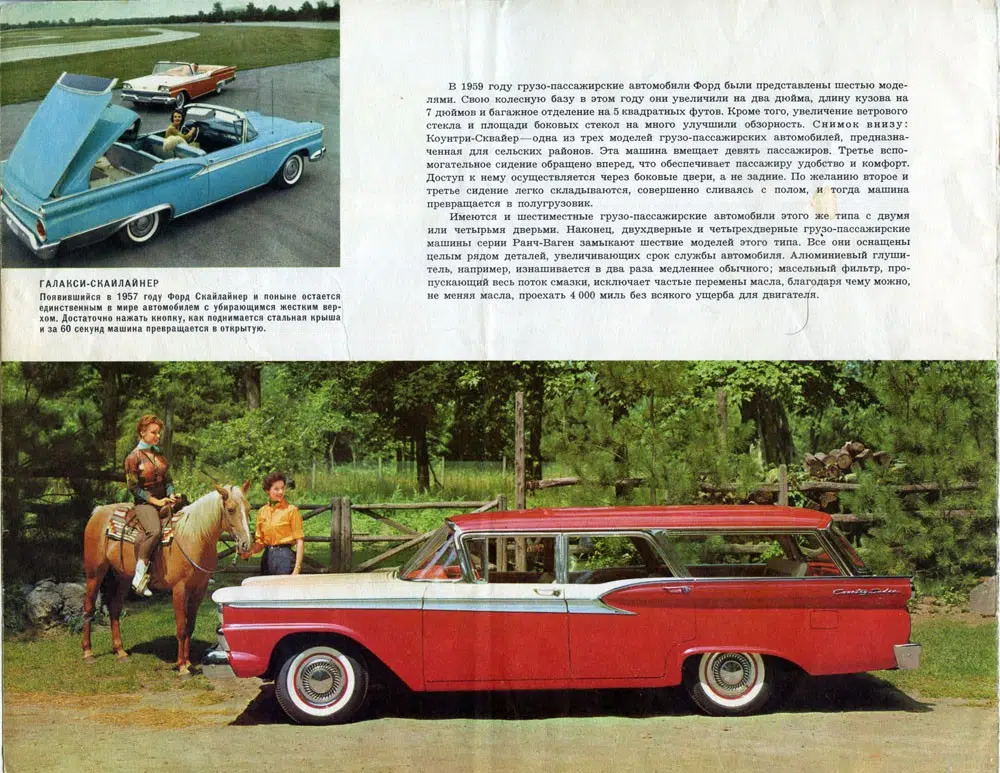 В 1959 году грузо-пассажирские автомобили Форд были представлены шестью моде-
лями. Свою колесную базу в этом году они увеличили на два дюйма, длину кузова на
7 дюймов и багажное отделение на 5 квадратных футов. Кроме того, увеличение ветрового
стекла и площади боковых стекол на много улучшили обзорность. Снимок внизу:
Коунтри-Сквайер—одна из трех моделей грузо-пассажирских автомобилей, предназна-
ченная для сельских районов. Эта машина вмещает девять пассажиров. Третье вспо-
могательное сидение обращено вперед, что обеспечивает пассажиру удобство и комфорт.
Доступ к нему осуществляется через боковые двери, а не задние. По желанию второе и
третье сидение легко складываются, совершенно сливаясь с полом, и тогда машина
превращается в полугрузовик.
Имеются и шестиместные грузо-пассажирские автомобили этого же типа с двумя
или четырьмя дверьми. Наконец, двухдверные и четырехдверные грузо-пассажирские
машины серии Ранч-Ваген замыкают шествие моделей этого типа. Все они оснащены
целым рядом деталей, увеличивающих срок службы автомобиля. Алюминиевый глуши-
тель, например, изнашивается в два раза медленнее обычного; масельный фильтр, про-
пускающий весь поток смазки, исключает частые перемены масла, благодаря чему можно,
не меняя масла, проехать 4 000 миль без всякого ущерба для двигателя.
ГАЛАКСИ-СКАЙЛАЙНЕР
Появившийся в 1957 году Форд Скайлайнер и поныне остается
единственным в мире автомобилем с убирающимся жестким вер-
хом. Достаточно нажать кнопку, как поднимается стальная крыша
и за 60 секунд машина превращается в открытую.
Country Sedan